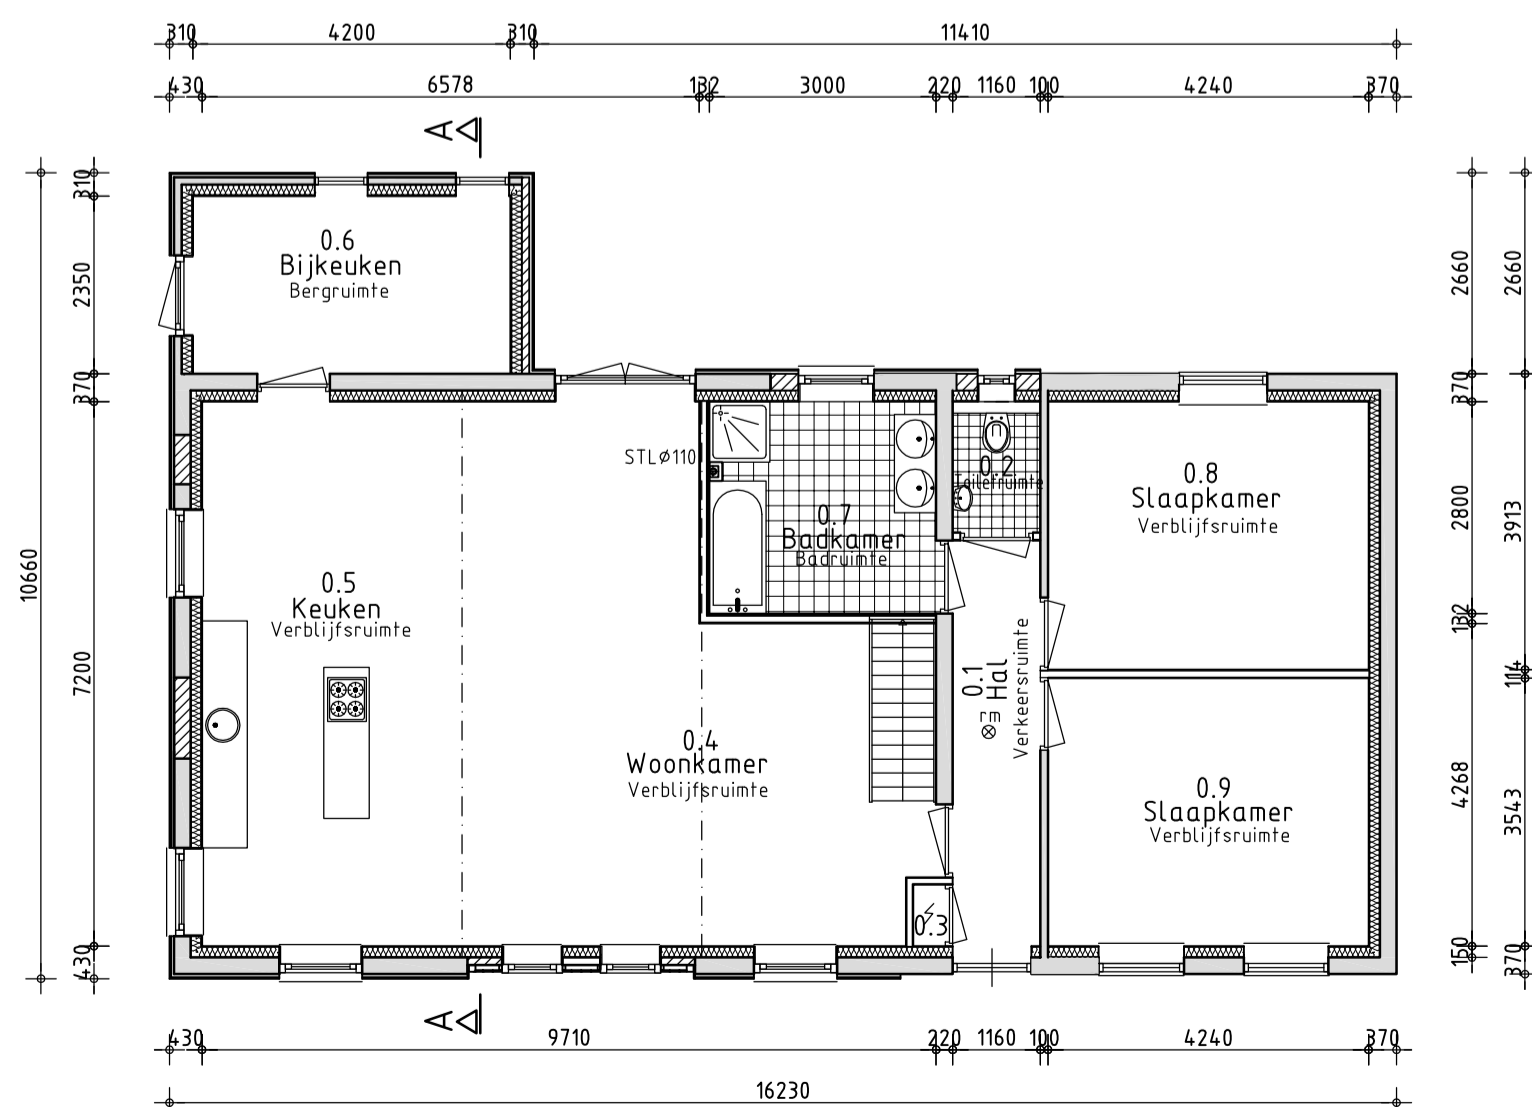 310 4200 310 11410
430 6578 132 3000 220 1160 100 4240 370
A
310
2350
370
10660
7200
430
0.6
Bijkeuken
Bergruimte
STLø110
0.7
Badkamer
Badruimte
0.2
Toiletruimte
0.8
Slaapkamer
Verblijfsruimte
0.5
Keuken
Verblijfsruimte
0.1
Hal
Verkeersruimte
rm
0.4
Woonkamer
Verblijfsruimte
0.9
Slaapkamer
Verblijfsruimte
0.3
2660
370
2800
132
4268
150
2660
3913
114
3543
370
A
430 9710 220 1160 100 4240 370
16230